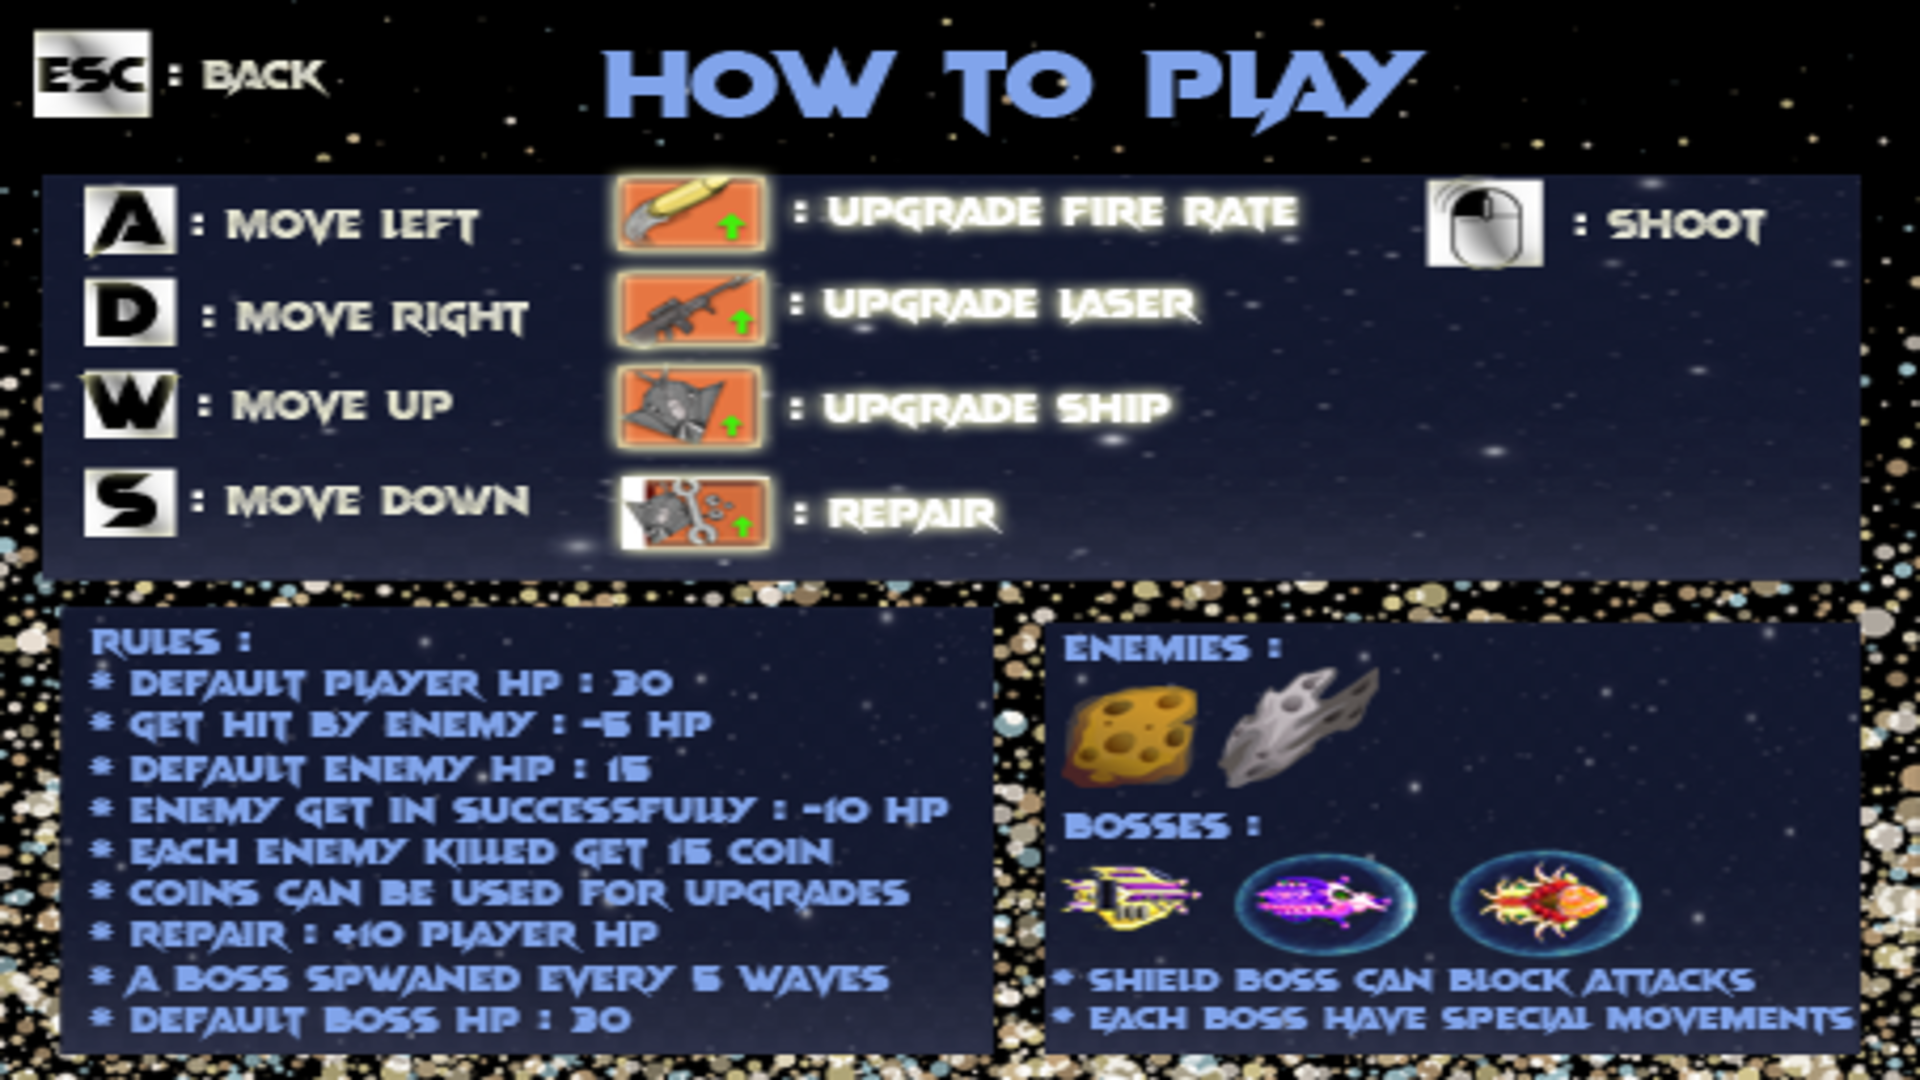 ESC : BACK
HOW TO PLAY
A : MOVE LEFT
D : MOVE RIGHT
W : MOVE UP
S : MOVE DOWN
: UPGRADE FIRE RATE
: UPGRADE LASER
: UPGRADE SHIP
: REPAIR
: SHOOT
RULES :
* DEFAULT PLAYER HP : 30
* GET HIT BY ENEMY : -5 HP
* DEFAULT ENEMY HP : 15
* ENEMY GET IN SUCCESSFULLY : -10 HP
* EACH ENEMY KILLED GET 15 COIN
* COINS CAN BE USED FOR UPGRADES
* REPAIR : +10 PLAYER HP
* A BOSS SPWANED EVERY 5 WAVES
* DEFAULT BOSS HP : 30
ENEMIES :
BOSSES :
* SHIELD BOSS CAN BLOCK ATTACKS
* EACH BOSS HAVE SPECIAL MOVEMENTS